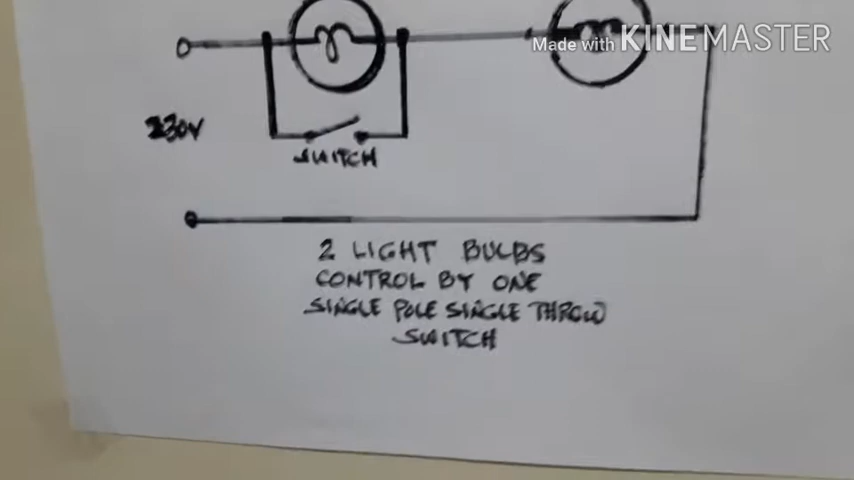 Made with KINEMASTER
230V
SWITCH
2 LIGHT BULBS
CONTROL BY ONE
SINGLE POLE SINGLE THROW
SWITCH